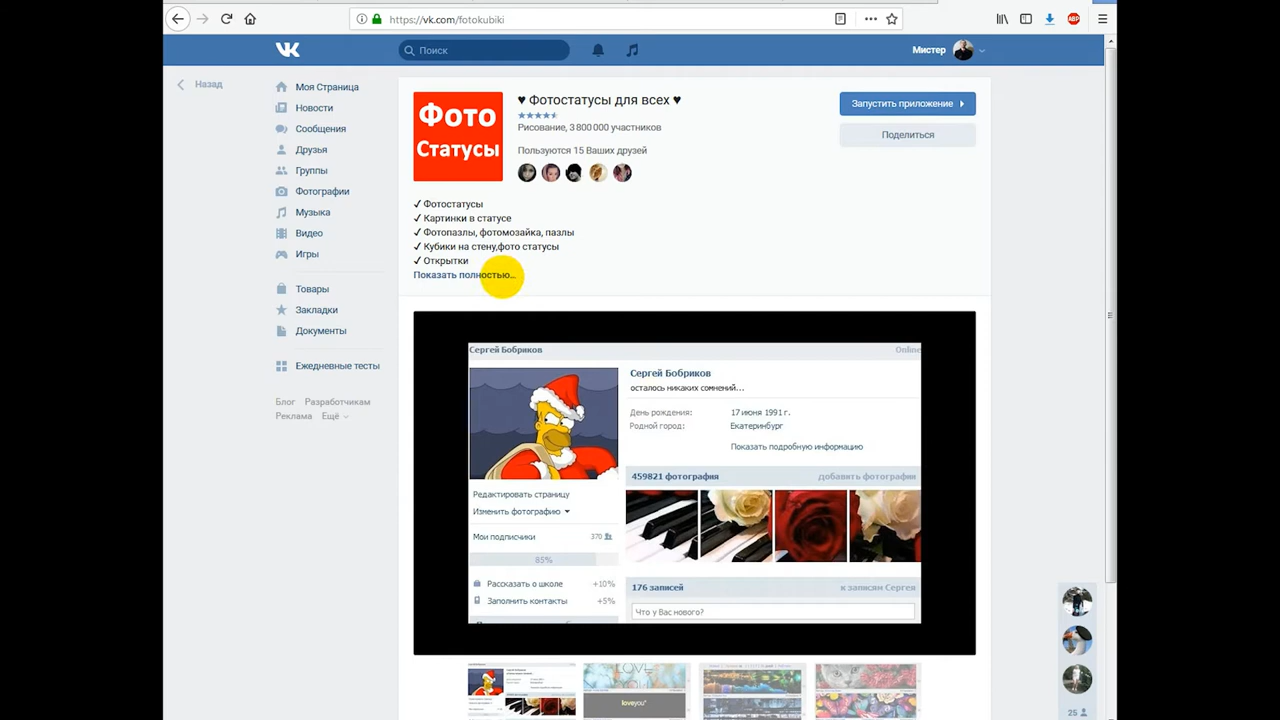 https://vk.com/fotokubiki
Поиск
Мистер
Назад
Моя Страница
Новости
Сообщения
Друзья
Группы
Фотографии
Музыка
Видео
Игры
Товары
Закладки
Документы
Ежедневные тесты
Блог Разработчикам
Реклама Ещё
Фото
Статусы
♥ Фотостатусы для всех ♥
Рисование, 3 800 000 участников
Пользуются 15 Ваших друзей
Запустить приложение
Поделиться
✓ Фотостатусы
✓ Картинки в статусе
✓ Фотопазлы, фотомозайка, пазлы
✓ Кубики на стену,фото статусы
✓ Открытки
Показать полностью...
Сергей Бобриков Online
Сергей Бобриков
осталось никаких сомнений...
День рождения: 17 июня 1991 г.
Родной город: Екатеринбург
Показать подробную информацию
459821 фотография добавить фотографии
Редактировать страницу
Изменить фотографию
Мои подписчики 370
85%
Рассказать о школе +10%
Заполнить контакты +5%
176 записей к записям Сергея
Что у Вас нового?
LOVE
YOU
loveyou
25